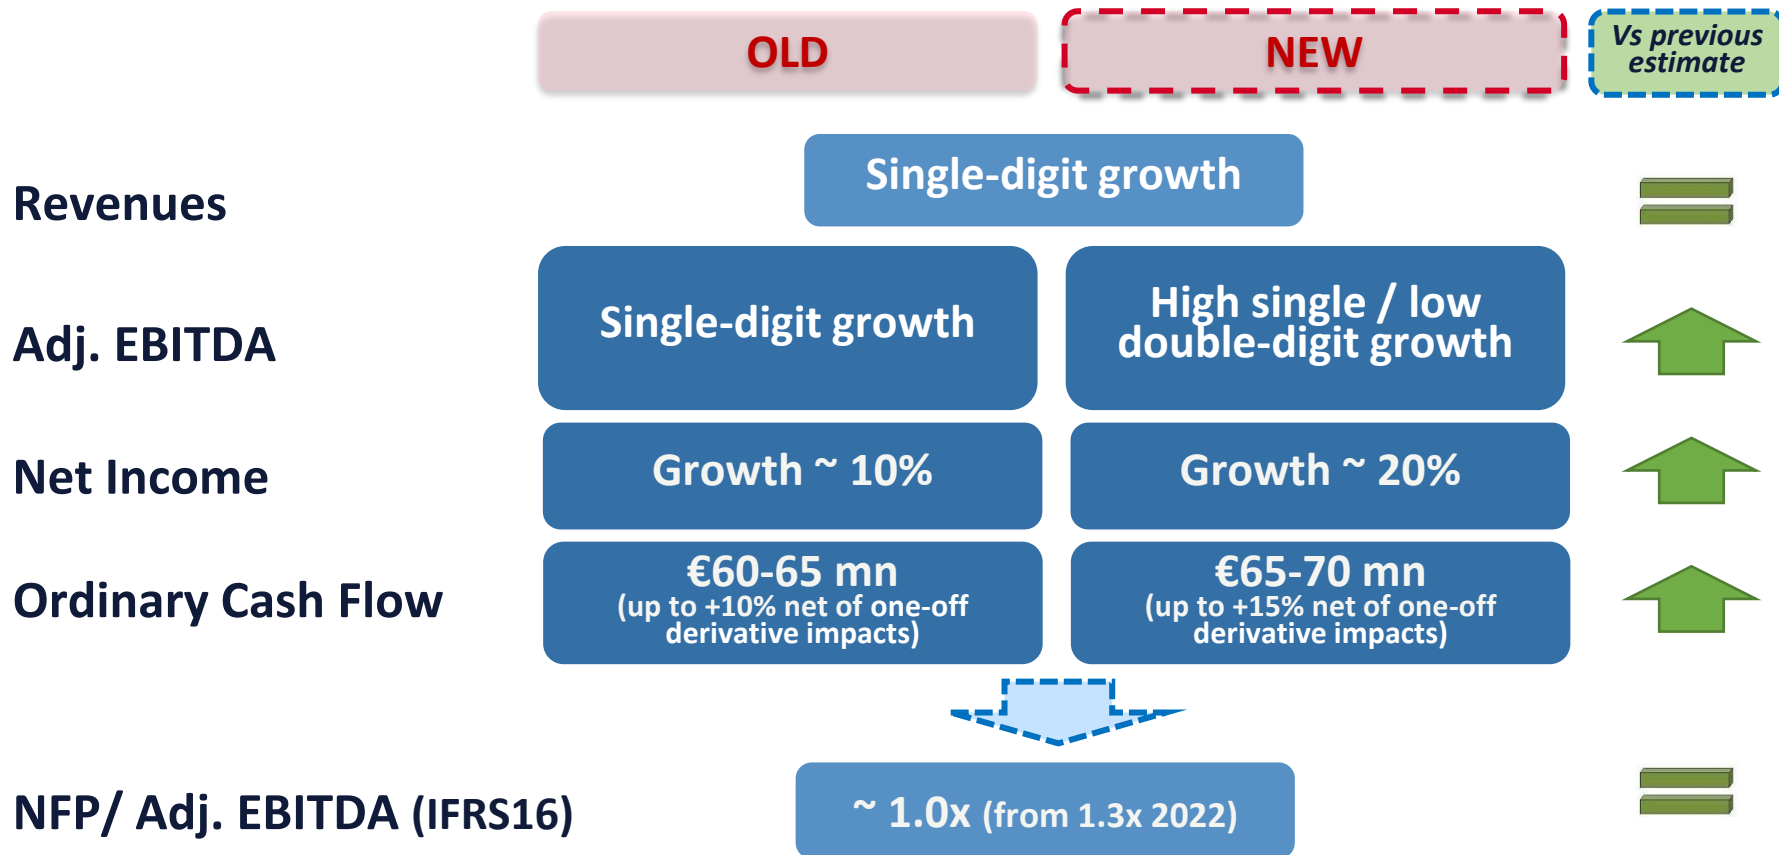 OLD
NEW
Vs previous
estimate
Revenues
Single-digit growth
Adj. EBITDA
Single-digit growth
High single / low
double-digit growth
Net Income
Growth ~ 10%
Growth ~ 20%
Ordinary Cash Flow
€60-65 mn
(up to +10% net of one-off
derivative impacts)
€65-70 mn
(up to +15% net of one-off
derivative impacts)
NFP/ Adj. EBITDA (IFRS16)
~ 1.0x (from 1.3x 2022)